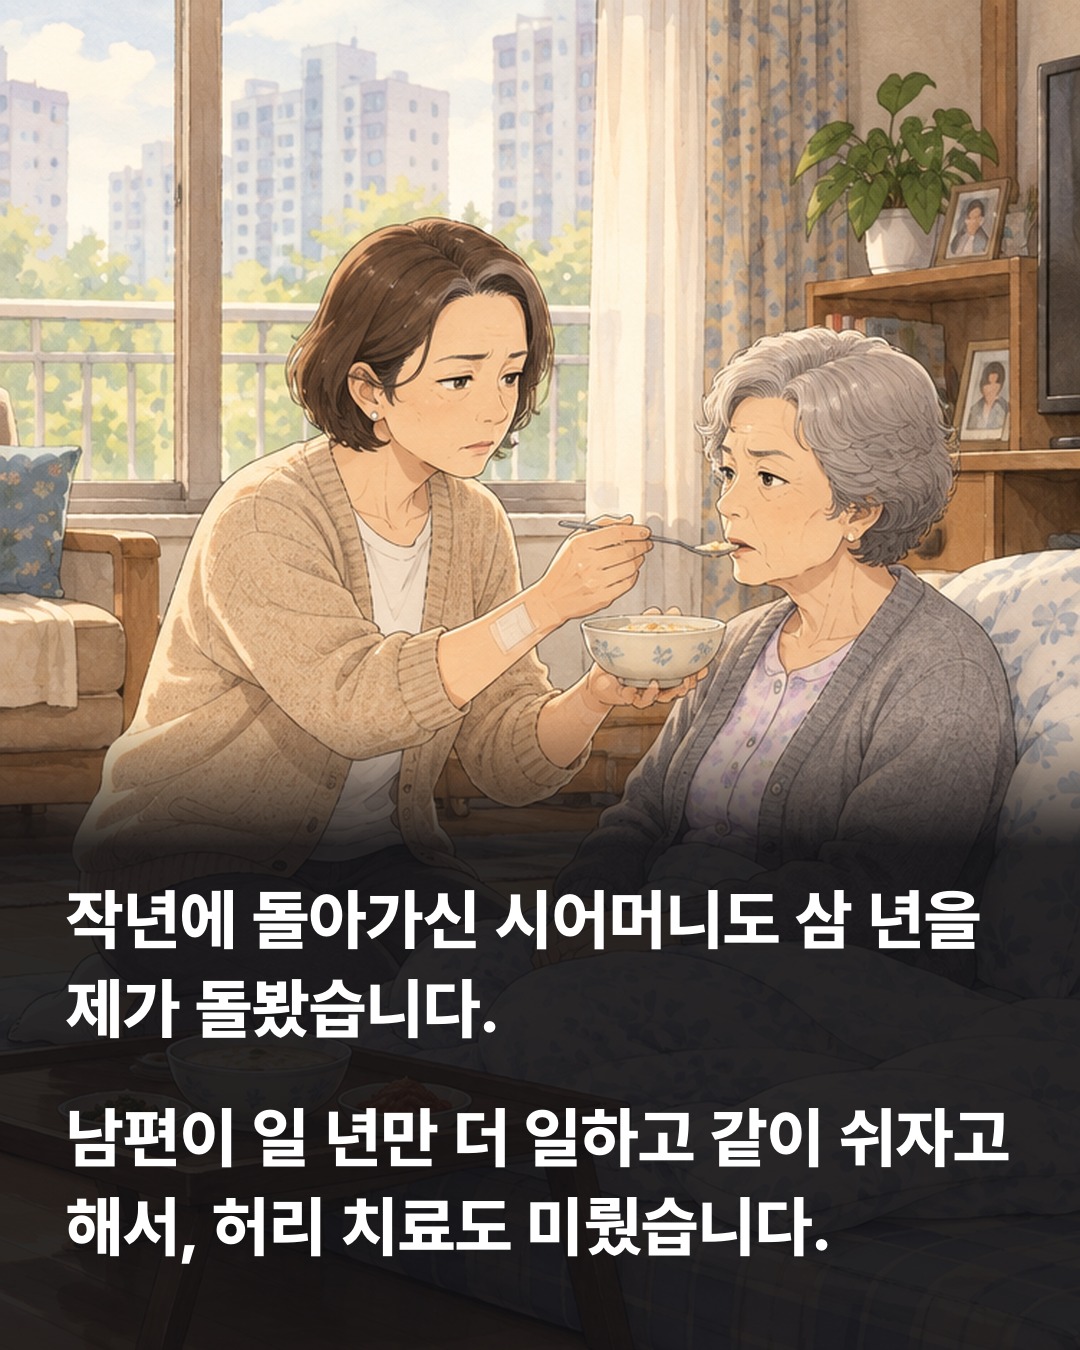 작년에 돌아가신 시어머니도 삼 년을
제가 돌봤습니다.
남편이 일 년만 더 일하고 같이 쉬자고
해서, 허리 치료도 미뤘습니다.